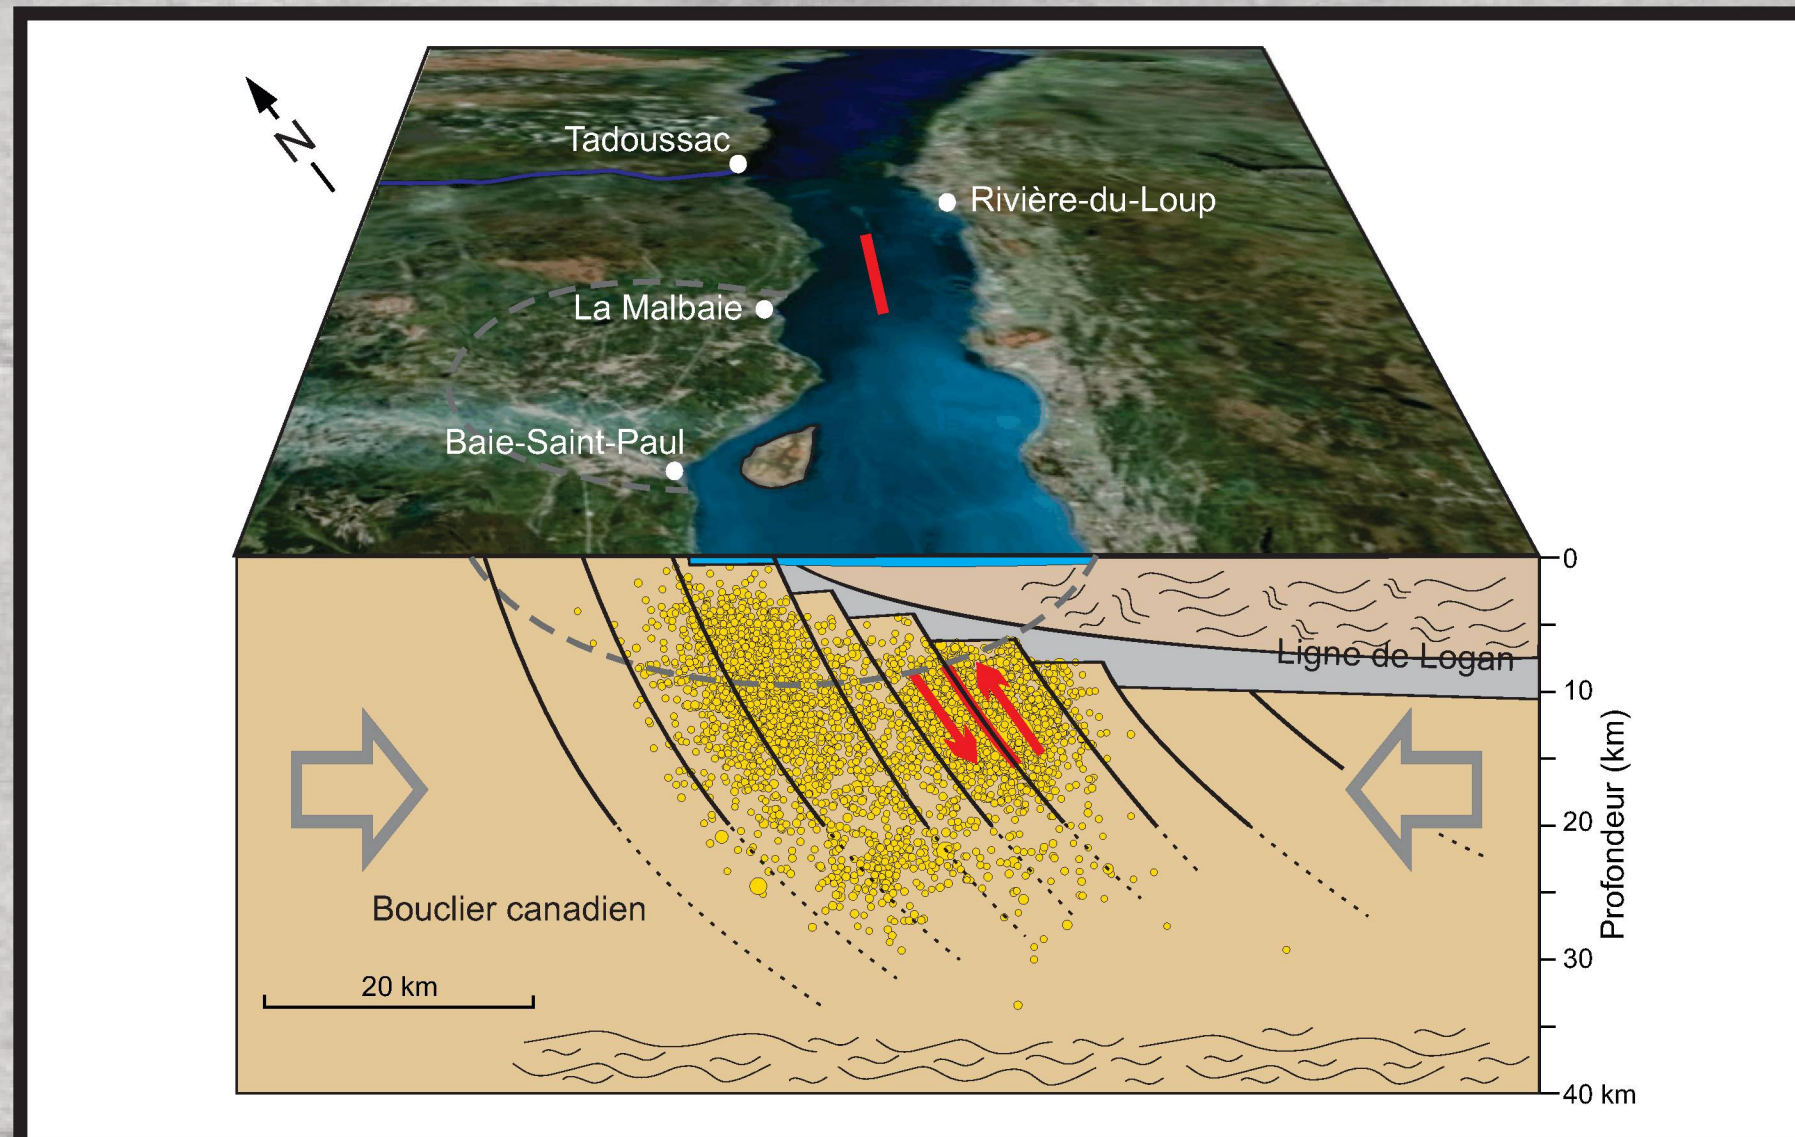 N
Tadoussac
Rivière-du-Loup
La Malbaie
Baie-Saint-Paul
0
Ligne de Logan
10
20
Bouclier canadien
30
20 km
40 km
Profondeur (km)